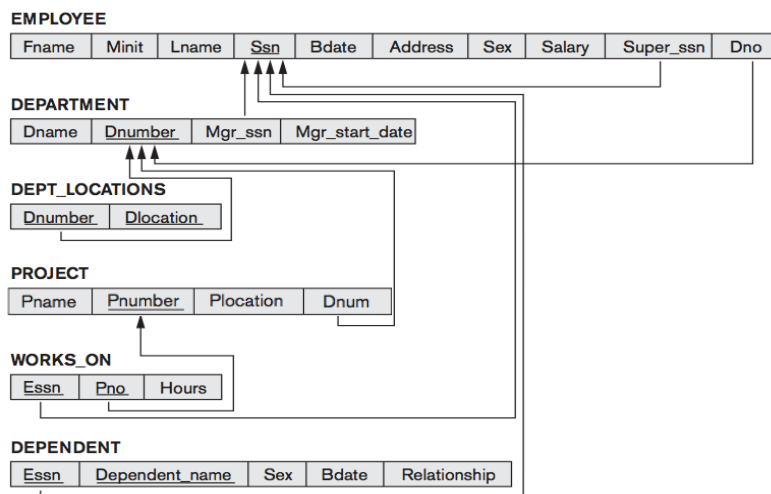 EMPLOYEE
Fname Minit Lname Ssn Bdate Address Sex Salary Super_ssn Dno
DEPARTMENT
Dname Dnumber Mgr_ssn Mgr_start_date
DEPT_LOCATIONS
Dnumber Dlocation
PROJECT
Pname Pnumber Plocation Dnum
WORKS_ON
Essn Pno Hours
DEPENDENT
Essn Dependent_name Sex Bdate Relationship